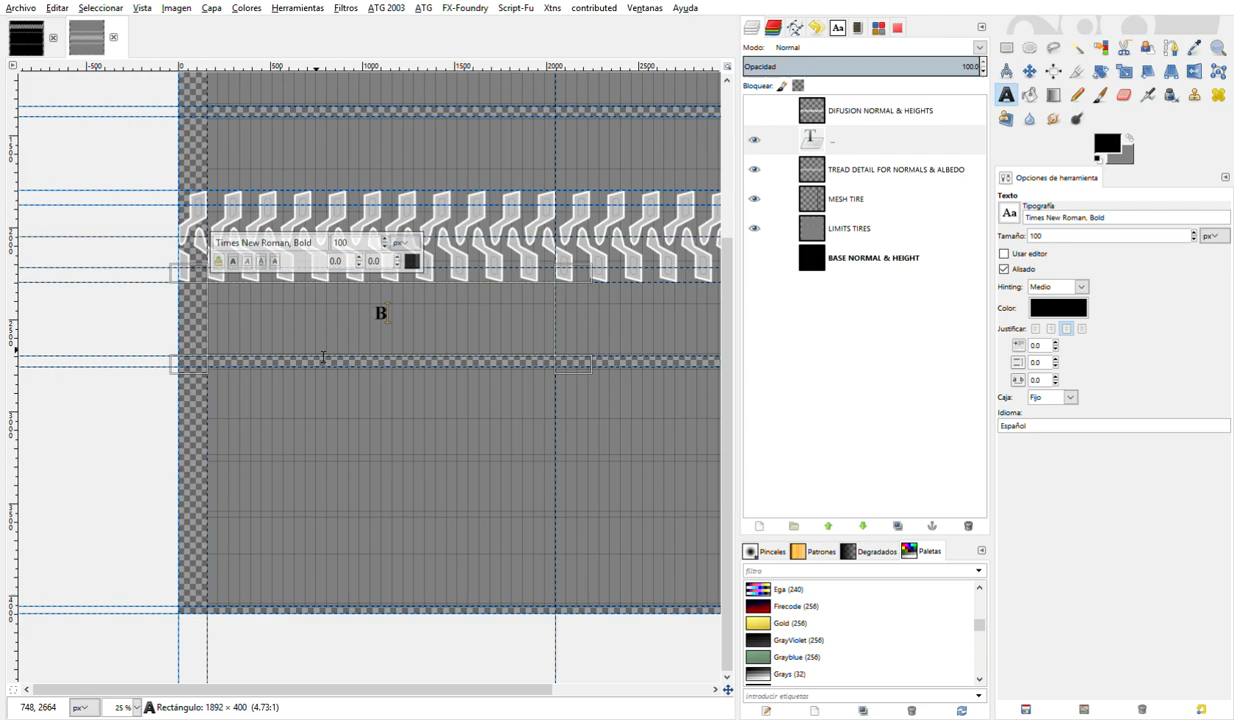 Archivo Editar Seleccionar Vista Imagen Capa Colores Herramientas Filtros ATG 2003 ATG FX-Foundry Script-Fu Xtns contributed Ventanas Ayuda
-500 0 500 1000 1500 2000 2500
Modo: Normal
Opacidad 100.0
Bloquear:
DIFUSION NORMAL & HEIGHTS
..
TREAD DETAIL FOR NORMALS & ALBEDO
MESH TIRE
LIMITS TIRES
BASE NORMAL & HEIGHT
Times New Roman, Bold 100 px
0.0 0.0
B
Opciones de herramienta
Texto
Tipografía
Aa Times New Roman, Bold
Tamaño: 100 px
Usar editor
Alisado
Hinting: Medio
Color:
Justificar:
0.0
0.0
0.0
Caja: Fijo
Idioma:
Español
Pinceles Patrones Degradados Paletas
filtro
Ega (240)
Firecode (256)
Gold (256)
GrayViolet (256)
Grayblue (256)
Grays (32)
introducir etiquetas
748, 2664 px 25 % Rectángulo: 1892 × 400 (4.73:1)